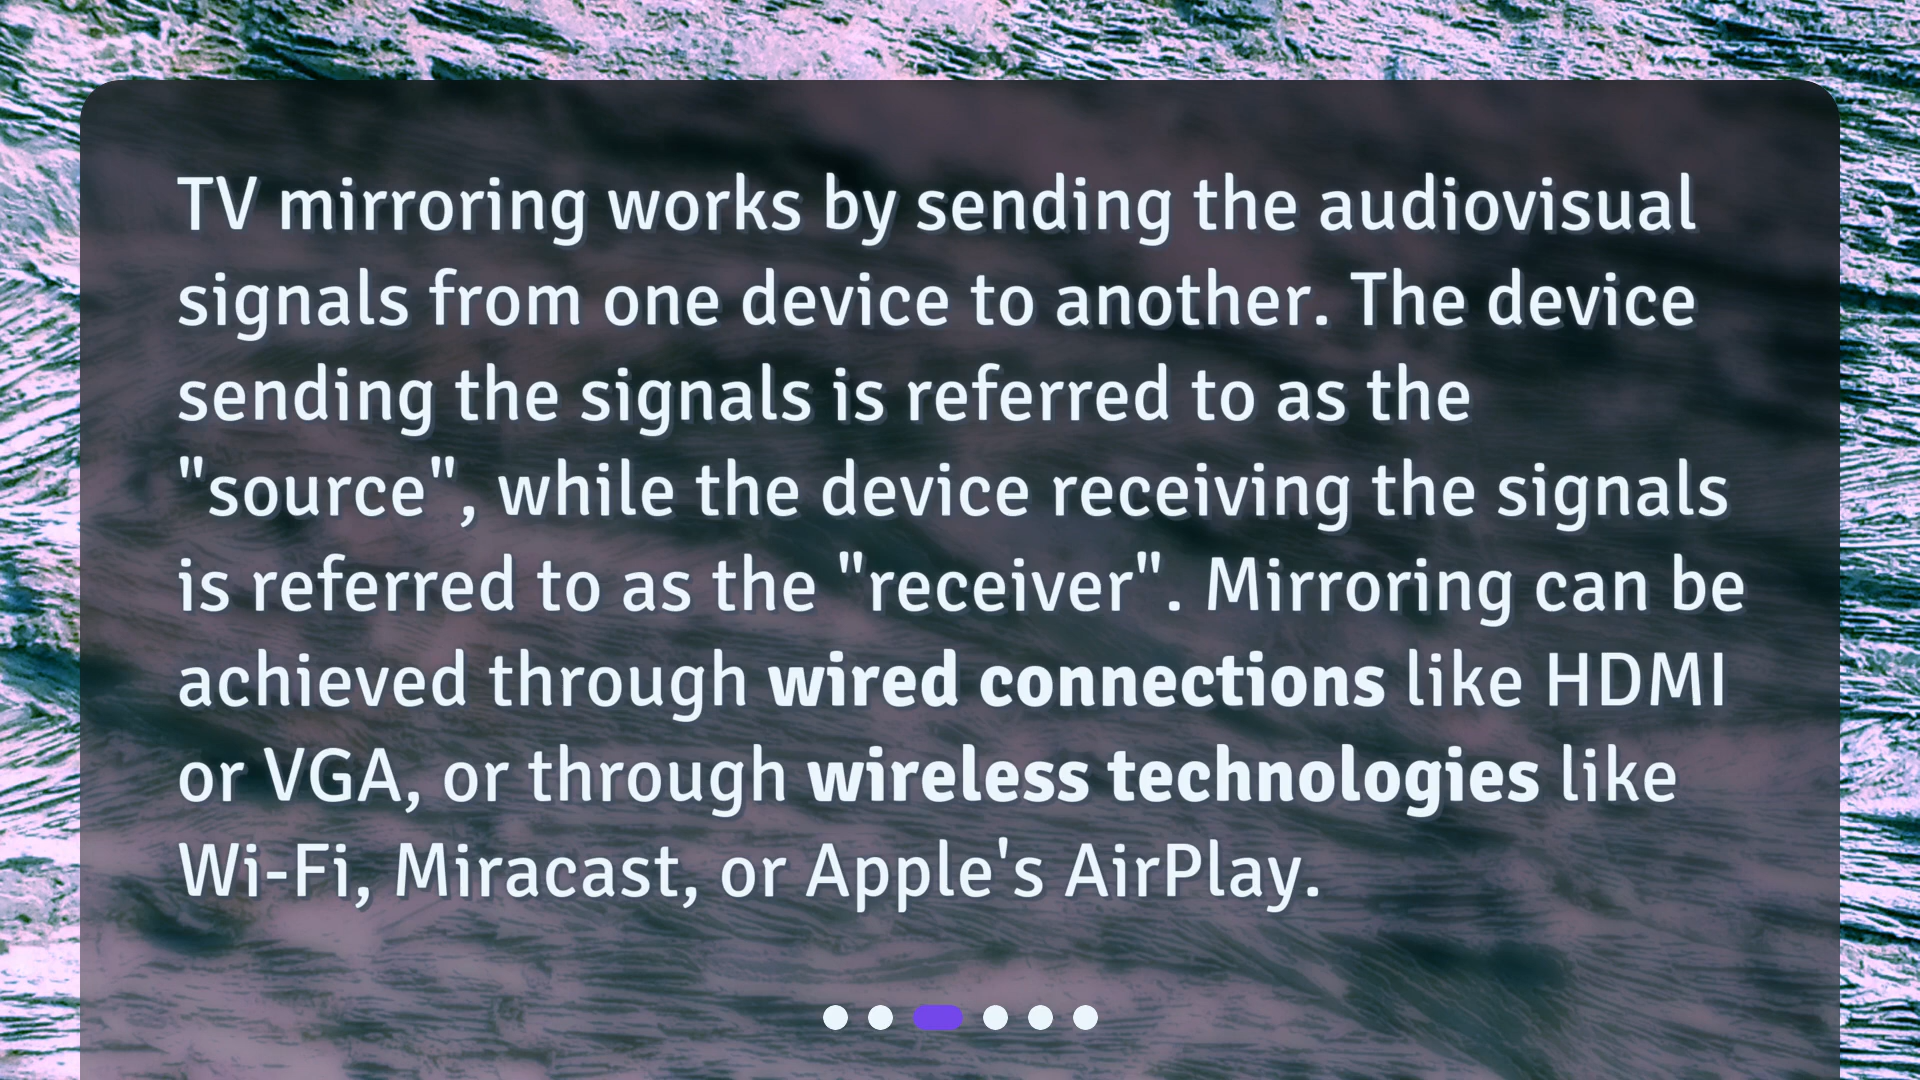 TV mirroring works by sending the audiovisual
signals from one device to another. The device
sending the signals is referred to as the
"source", while the device receiving the signals
is referred to as the "receiver". Mirroring can be
achieved through wired connections like HDMI
or VGA, or through wireless technologies like
Wi-Fi, Miracast, or Apple's AirPlay.